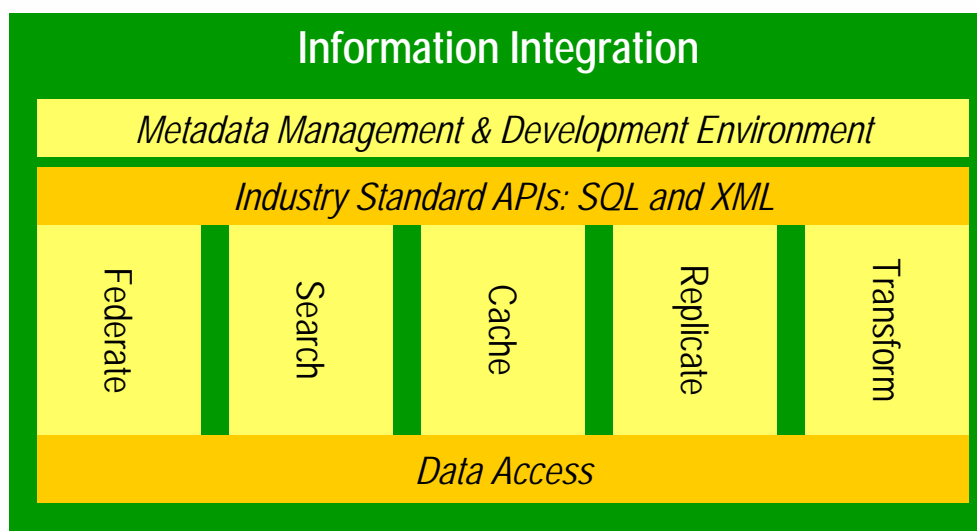 Information Integration
Metadata Management & Development Environment
Industry Standard APIs: SQL and XML
Federate
Search
Cache
Replicate
Transform
Data Access